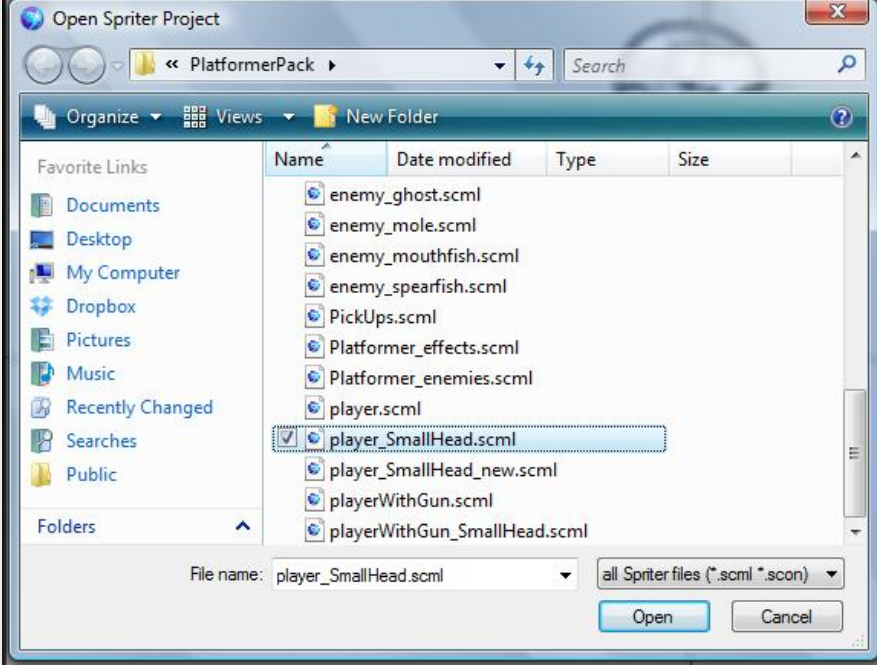 Open Spriter Project
« PlatformerPack
Search
Organize Views New Folder
Favorite Links
Documents
Desktop
My Computer
Dropbox
Pictures
Music
Recently Changed
Searches
Public
Folders
Name Date modified Type Size
enemy_ghost.scml
enemy_mole.scml
enemy_mouthfish.scml
enemy_spearfish.scml
PickUps.scml
Platformer_effects.scml
Platformer_enemies.scml
player.scml
player_SmallHead.scml
player_SmallHead_new.scml
playerWithGun.scml
playerWithGun_SmallHead.scml
File name: player_SmallHead.scml all Spriter files (*.scml *.scon)
Open Cancel